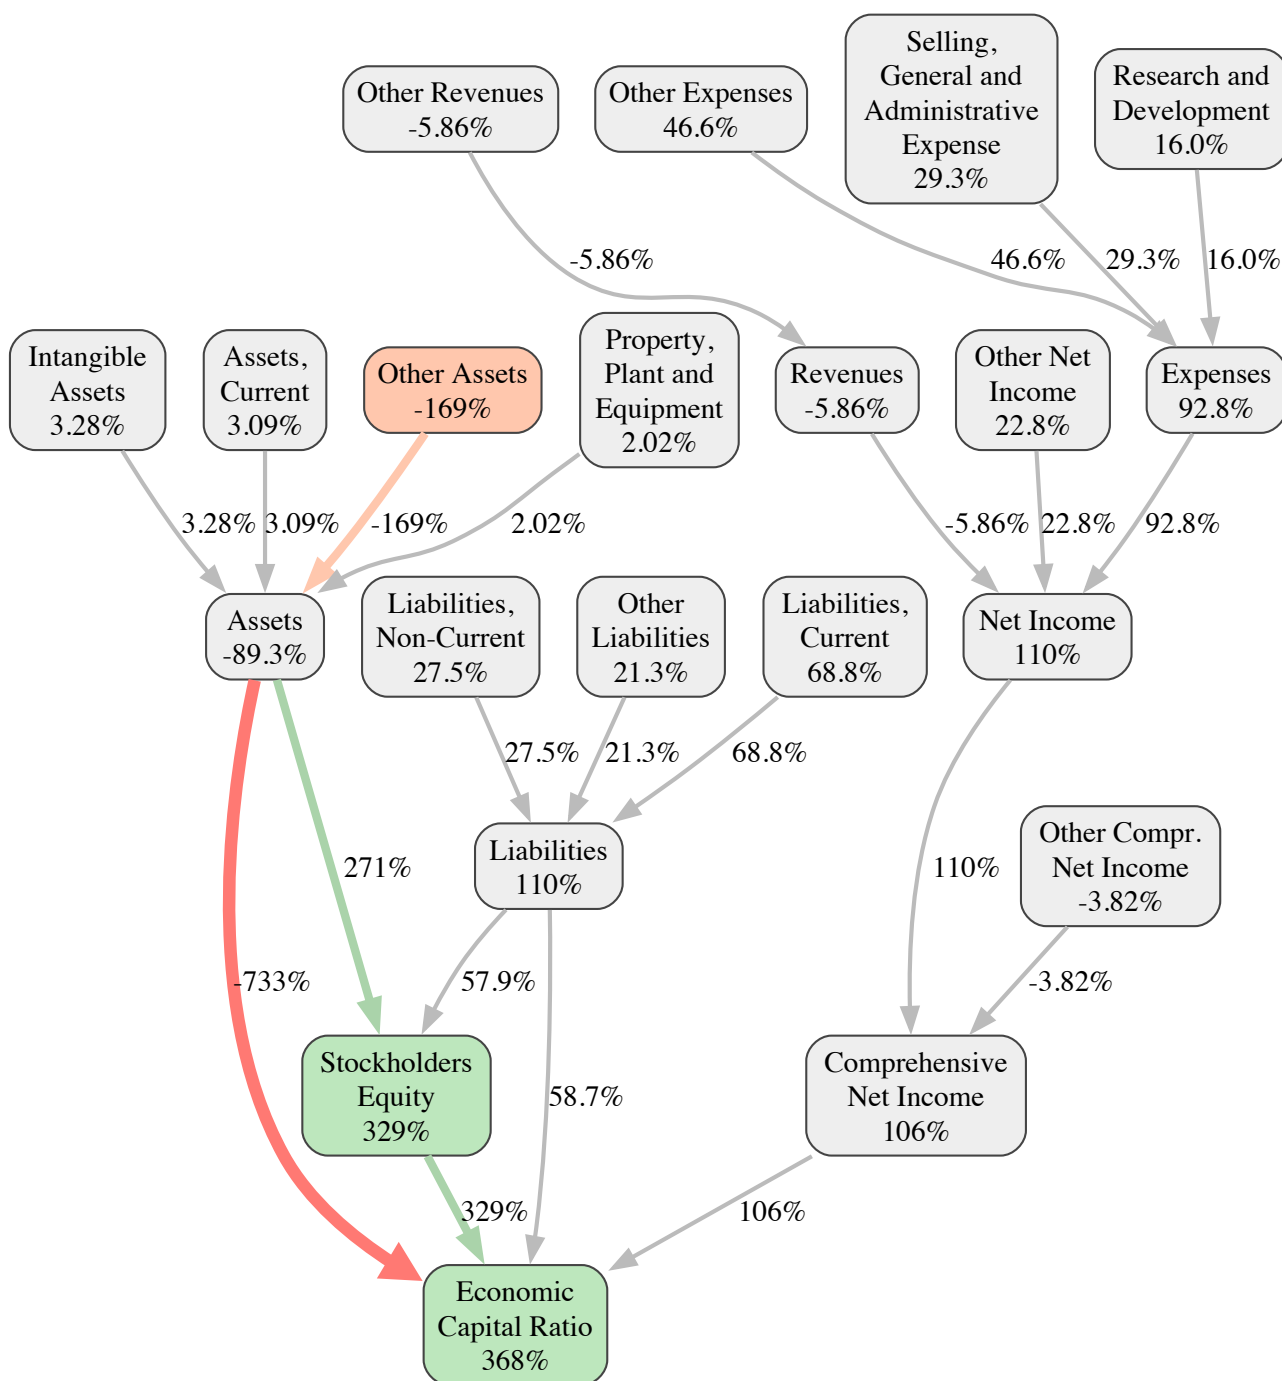 Other Revenues
-5.86%
Other Expenses
46.6%
Selling,
General and
Administrative
Expense
29.3%
Research and
Development
16.0%
-5.86%
46.6%
29.3%
16.0%
Intangible
Assets
3.28%
Assets,
Current
3.09%
Other Assets
-169%
Property,
Plant and
Equipment
2.02%
Revenues
-5.86%
Other Net
Income
22.8%
Expenses
92.8%
3.28%
3.09%
-169%
2.02%
-5.86%
22.8%
92.8%
Assets
-89.3%
Liabilities,
Non-Current
27.5%
Other
Liabilities
21.3%
Liabilities,
Current
68.8%
Net Income
110%
27.5%
21.3%
68.8%
271%
Liabilities
110%
110%
Other Compr.
Net Income
-3.82%
-733%
57.9%
-3.82%
Stockholders
Equity
329%
58.7%
Comprehensive
Net Income
106%
329%
106%
Economic
Capital Ratio
368%